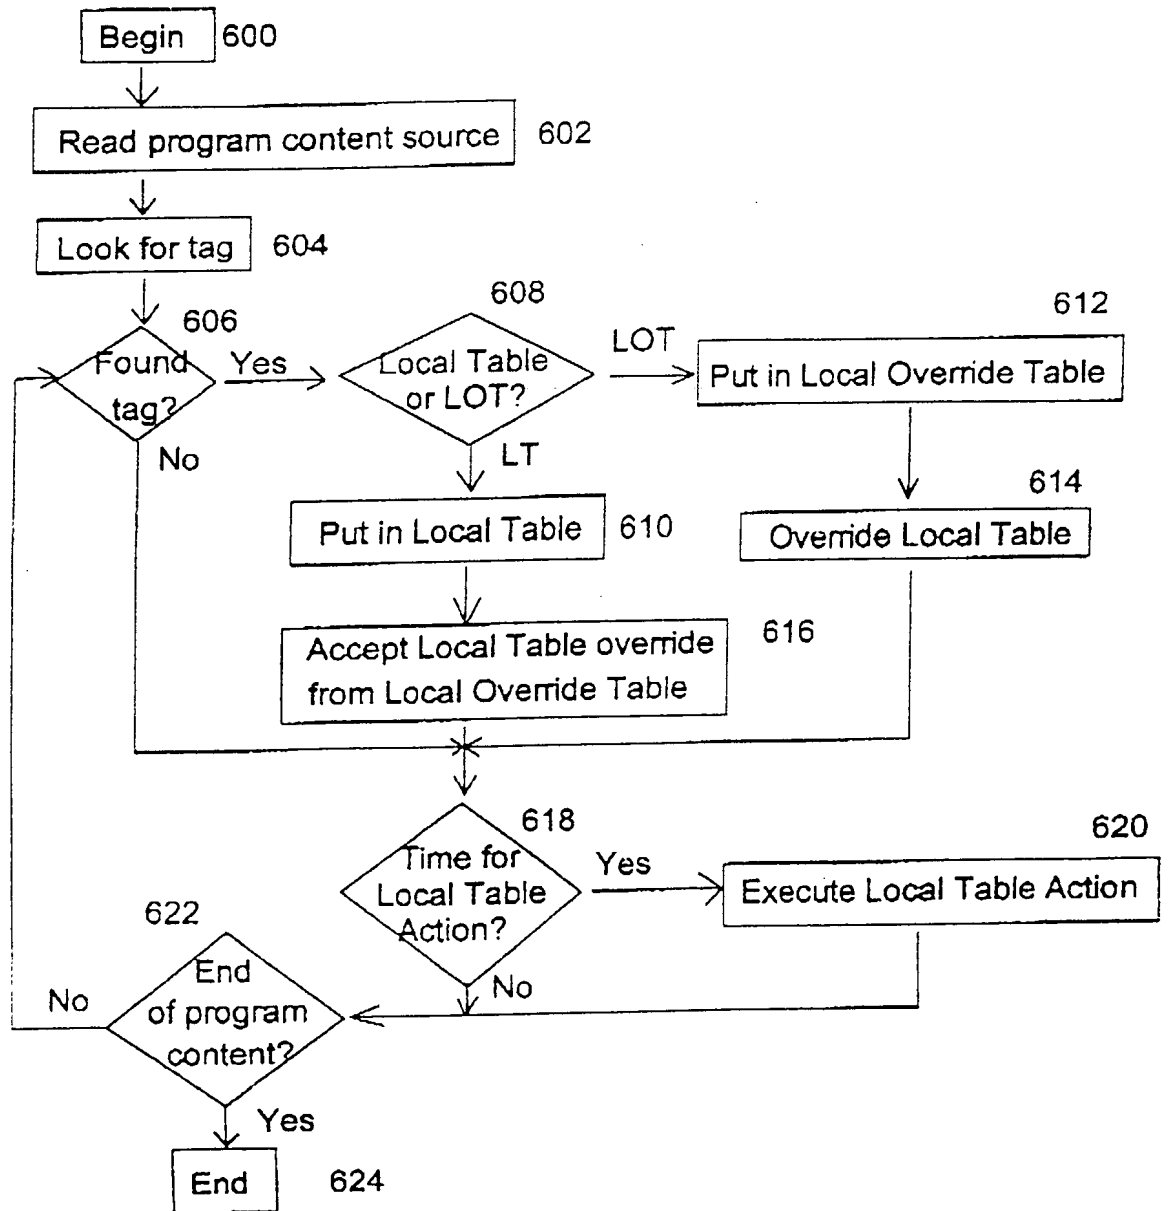 Begin 600
Read program content source 602
Look for tag 604
606
Found
tag?
Yes
No
608
Local Table
or LOT?
LOT
LT
612
Put in Local Override Table
614
Override Local Table
Put in Local Table 610
616
Accept Local Table override
from Local Override Table
618
Time for
Local Table
Action?
Yes
No
620
Execute Local Table Action
622
End
of program
content?
No
Yes
End 624